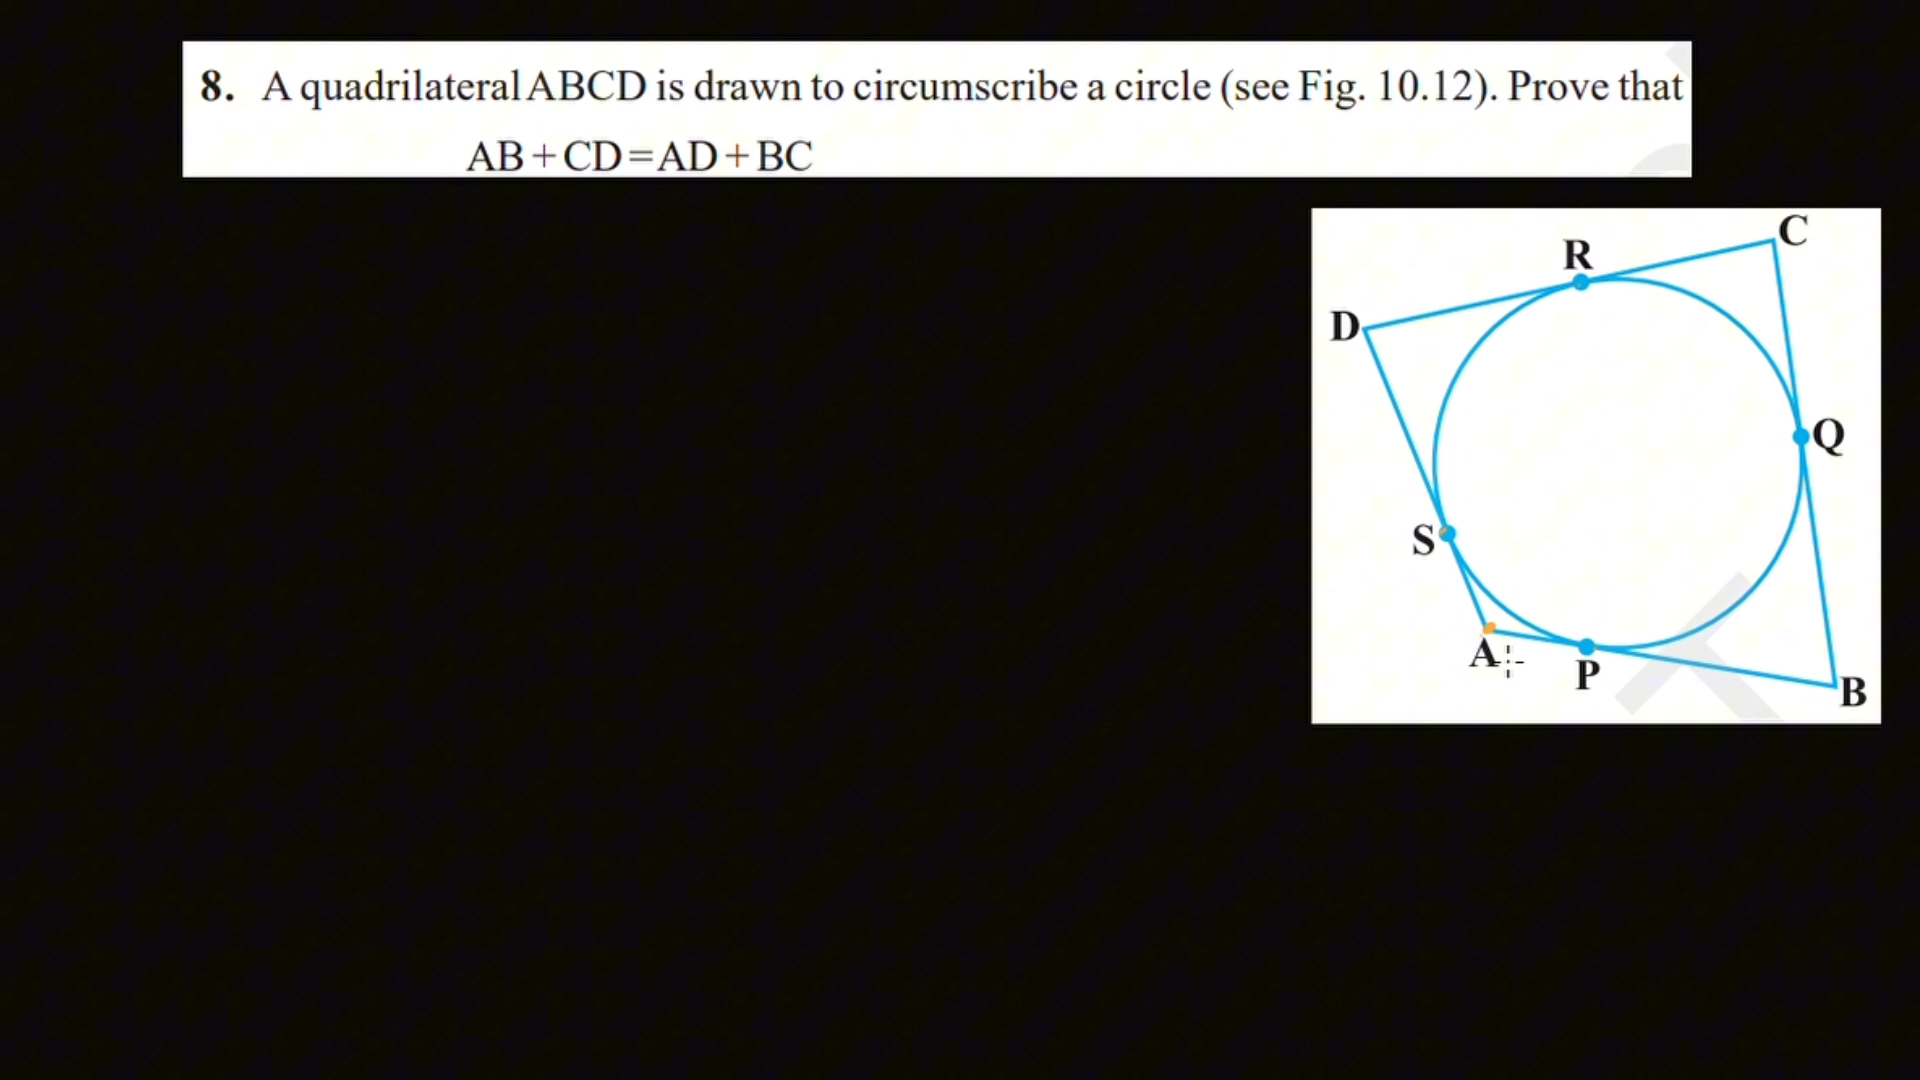 8. A quadrilateral ABCD is drawn to circumscribe a circle (see Fig. 10.12). Prove that
AB + CD = AD + BC
C
R
D
Q
S
A
P
B